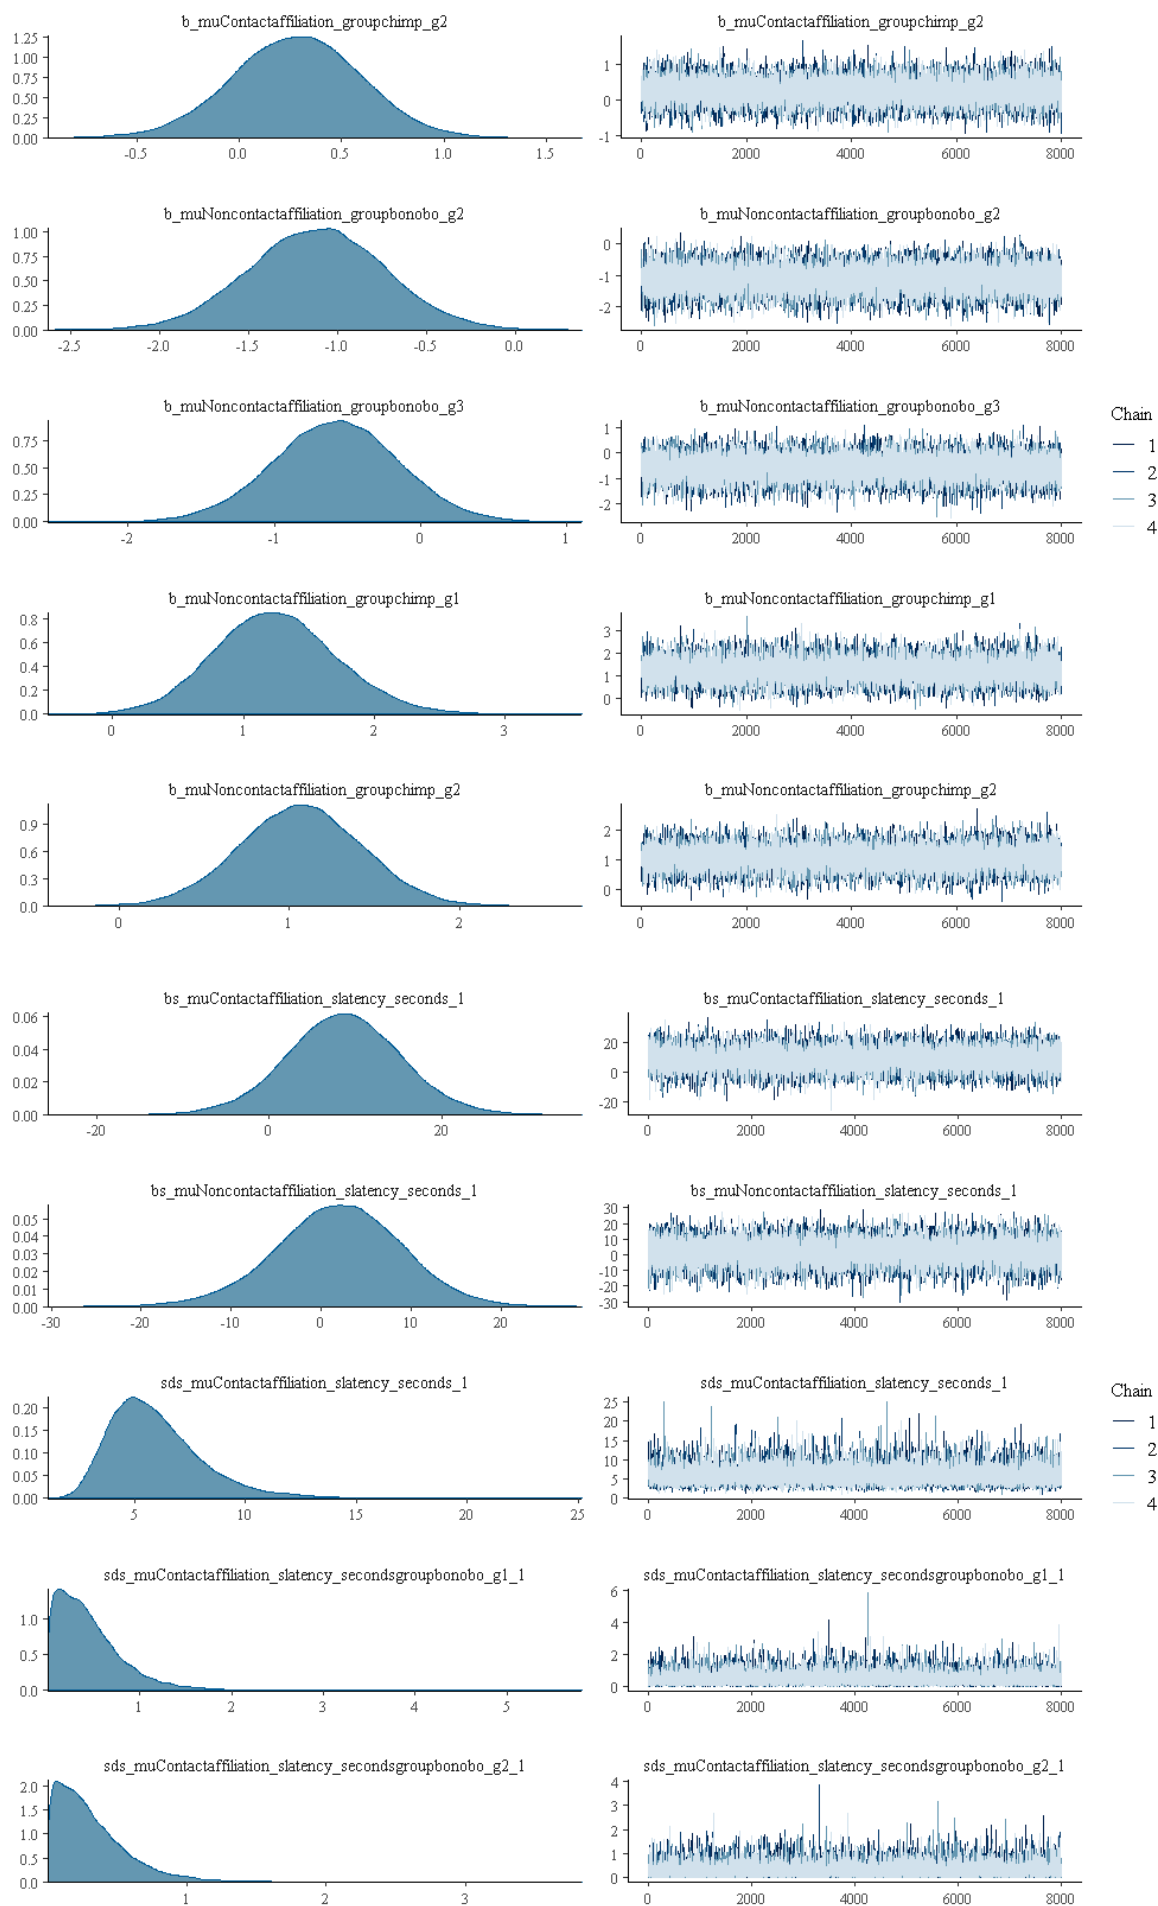 b_muContactaffiliation_groupchimp_g2
1.25
1.00
0.75
0.50
0.25
0.00
-0.5 0.0 0.5 1.0 1.5
b_muContactaffiliation_groupchimp_g2
1
0
-1
0 2000 4000 6000 8000
b_muNoncontactaffiliation_groupbonobo_g2
1.00
0.75
0.50
0.25
0.00
-2.5 -2.0 -1.5 -1.0 -0.5 0.0
b_muNoncontactaffiliation_groupbonobo_g2
0
-1
-2
0 2000 4000 6000 8000
b_muNoncontactaffiliation_groupbonobo_g3
0.75
0.50
0.25
0.00
-2 -1 0 1
b_muNoncontactaffiliation_groupbonobo_g3
1
0
-1
-2
0 2000 4000 6000 8000
Chain
1
2
3
4
b_muNoncontactaffiliation_groupchimp_g1
0.8
0.6
0.4
0.2
0.0
0 1 2 3
b_muNoncontactaffiliation_groupchimp_g1
3
2
1
0
0 2000 4000 6000 8000
b_muNoncontactaffiliation_groupchimp_g2
0.9
0.6
0.3
0.0
0 1 2
b_muNoncontactaffiliation_groupchimp_g2
2
1
0
0 2000 4000 6000 8000
bs_muContactaffiliation_slatency_seconds_1
0.06
0.04
0.02
0.00
-20 0 20
bs_muContactaffiliation_slatency_seconds_1
20
0
-20
0 2000 4000 6000 8000
bs_muNoncontactaffiliation_slatency_seconds_1
0.05
0.04
0.03
0.02
0.01
0.00
-30 -20 -10 0 10 20
bs_muNoncontactaffiliation_slatency_seconds_1
30
20
10
0
-10
-20
-30
0 2000 4000 6000 8000
sds_muContactaffiliation_slatency_seconds_1
0.20
0.15
0.10
0.05
0.00
5 10 15 20 25
sds_muContactaffiliation_slatency_seconds_1
25
20
15
10
5
0
0 2000 4000 6000 8000
Chain
1
2
3
4
sds_muContactaffiliation_slatency_secondsgroupbonobo_g1_1
1.0
0.5
0.0
1 2 3 4 5
sds_muContactaffiliation_slatency_secondsgroupbonobo_g1_1
6
4
2
0
0 2000 4000 6000 8000
sds_muContactaffiliation_slatency_secondsgroupbonobo_g2_1
2.0
1.5
1.0
0.5
0.0
1 2 3
sds_muContactaffiliation_slatency_secondsgroupbonobo_g2_1
4
3
2
1
0
0 2000 4000 6000 8000